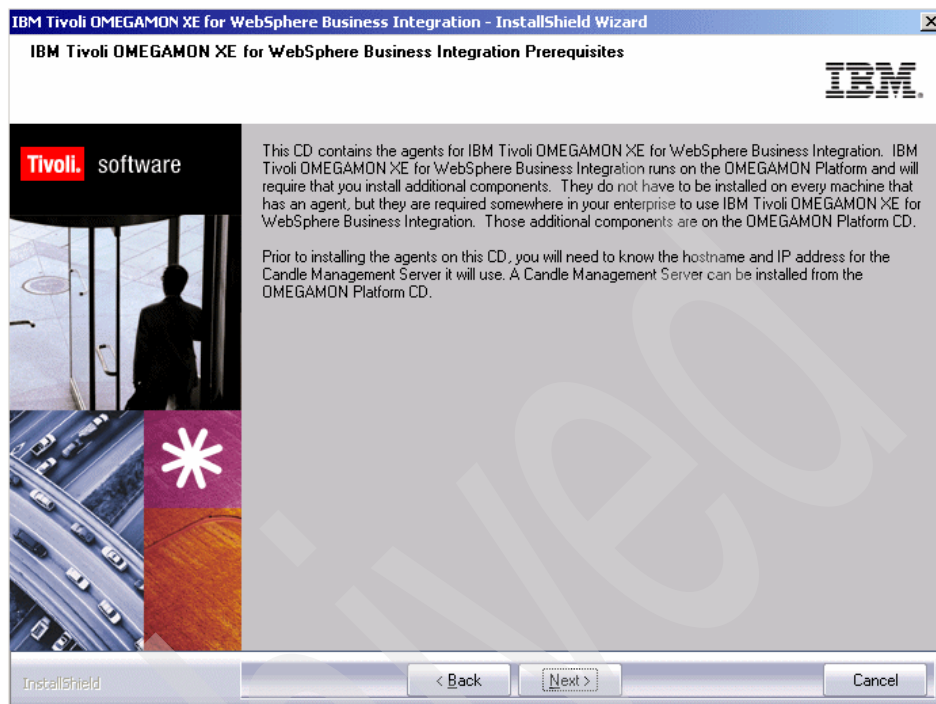 IBM Tivoli OMEGAMON XE for WebSphere Business Integration - InstallShield Wizard
IBM Tivoli OMEGAMON XE for WebSphere Business Integration Prerequisites
IBM.
Tivoli. software
This CD contains the agents for IBM Tivoli OMEGAMON XE for WebSphere Business Integration. IBM
Tivoli OMEGAMON XE for WebSphere Business Integration runs on the OMEGAMON Platform and will
require that you install additional components. They do not have to be installed on every machine that
has an agent, but they are required somewhere in your enterprise to use IBM Tivoli OMEGAMON XE for
WebSphere Business Integration. Those additional components are on the OMEGAMON Platform CD.
Prior to installing the agents on this CD, you will need to know the hostname and IP address for the
Candle Management Server it will use. A Candle Management Server can be installed from the
OMEGAMON Platform CD.
InstallShield
< Back
Next >
Cancel